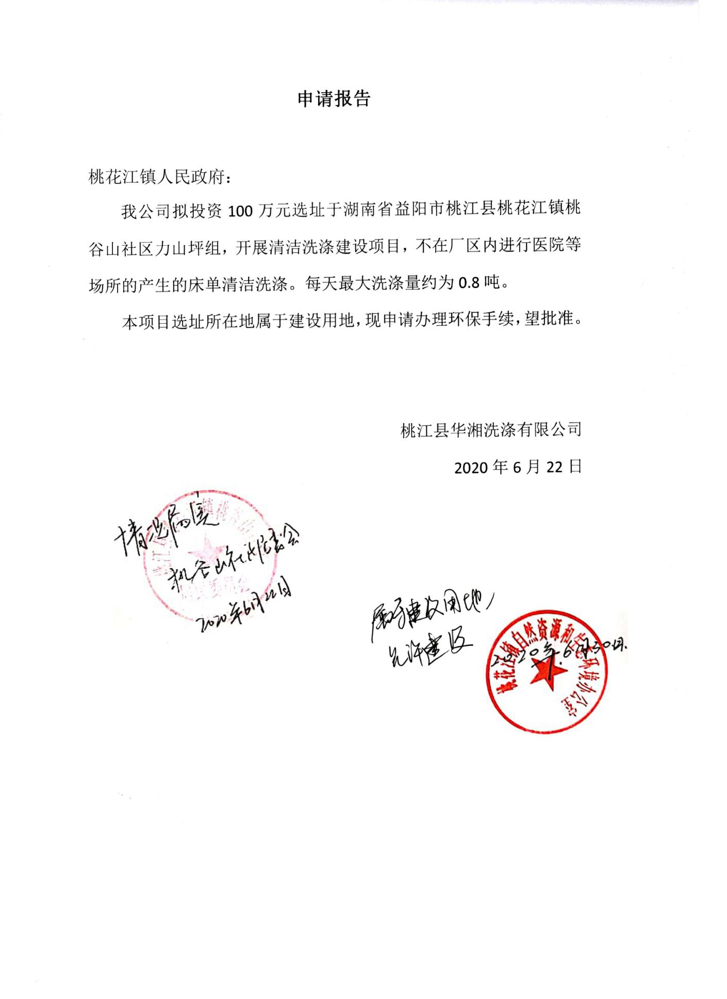 申请报告
桃花江镇人民政府：
我公司拟投资 100 万元选址于湖南省益阳市桃江县桃花江镇桃
谷山社区力山坪组，开展清洁洗涤建设项目，不在厂区内进行医院等
场所的产生的床单清洁洗涤。每天最大洗涤量约为 0.8 吨。
本项目选址所在地属于建设用地，现申请办理环保手续，望批准。
桃江县华湘洗涤有限公司
2020 年 6 月 22 日
情况属实
桃谷山社区居委会
2020年6月22日
居民委员会
属于建设用地
允许建设
2020年.6月30日.
桃花江镇自然资源和生态环境办公室